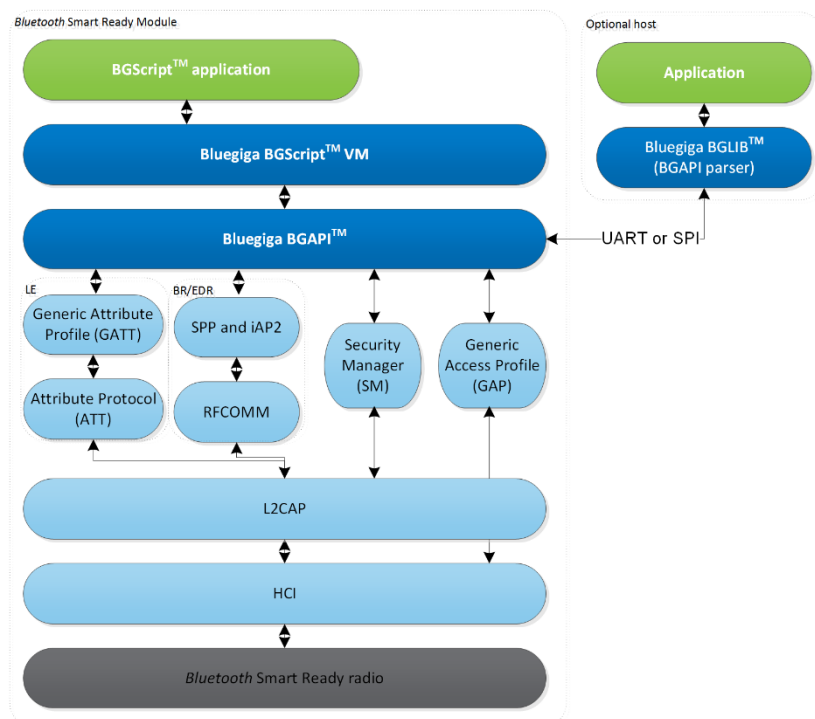 Bluetooth Smart Ready Module
Optional host
BGScript™ application
Application
Bluegiga BGScript™ VM
Bluegiga BGLIB™
(BGAPI parser)
Bluegiga BGAPI™
UART or SPI
LE
BR/EDR
Generic Attribute
Profile (GATT)
SPP and iAP2
Security
Manager
(SM)
Generic
Access Profile
(GAP)
Attribute Protocol
(ATT)
RFCOMM
L2CAP
HCI
Bluetooth Smart Ready radio